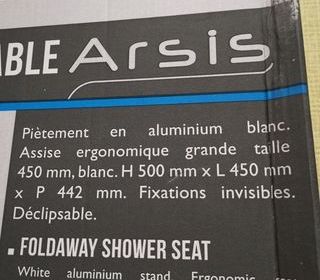 ABLE Arsis
Piètement en aluminium blanc.
Assise ergonomique grande taille
450 mm, blanc. H 500 mm x L 450 mm
x P 442 mm. Fixations invisibles.
Déclipsable.
. FOLDAWAY SHOWER SEAT
White aluminium stand. Ergonomic